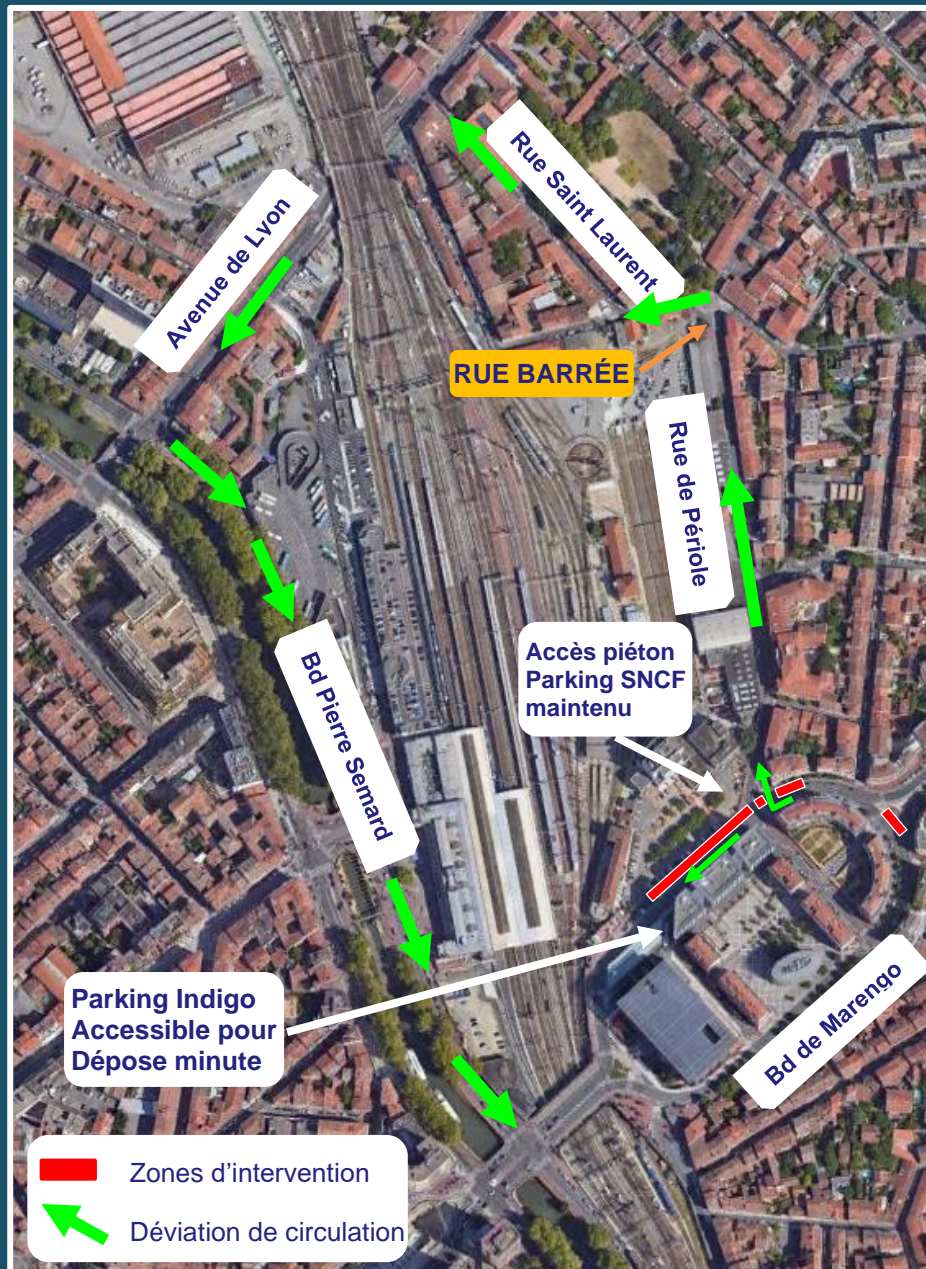 Rue Saint Laurent
Avenue de Lyon
RUE BARRÉE
Rue de Périole
Accès piéton
Parking SNCF
maintenu
Bd Pierre Semard
Parking Indigo
Accessible pour
Dépose minute
Bd de Marengo
Zones d’intervention
Déviation de circulation